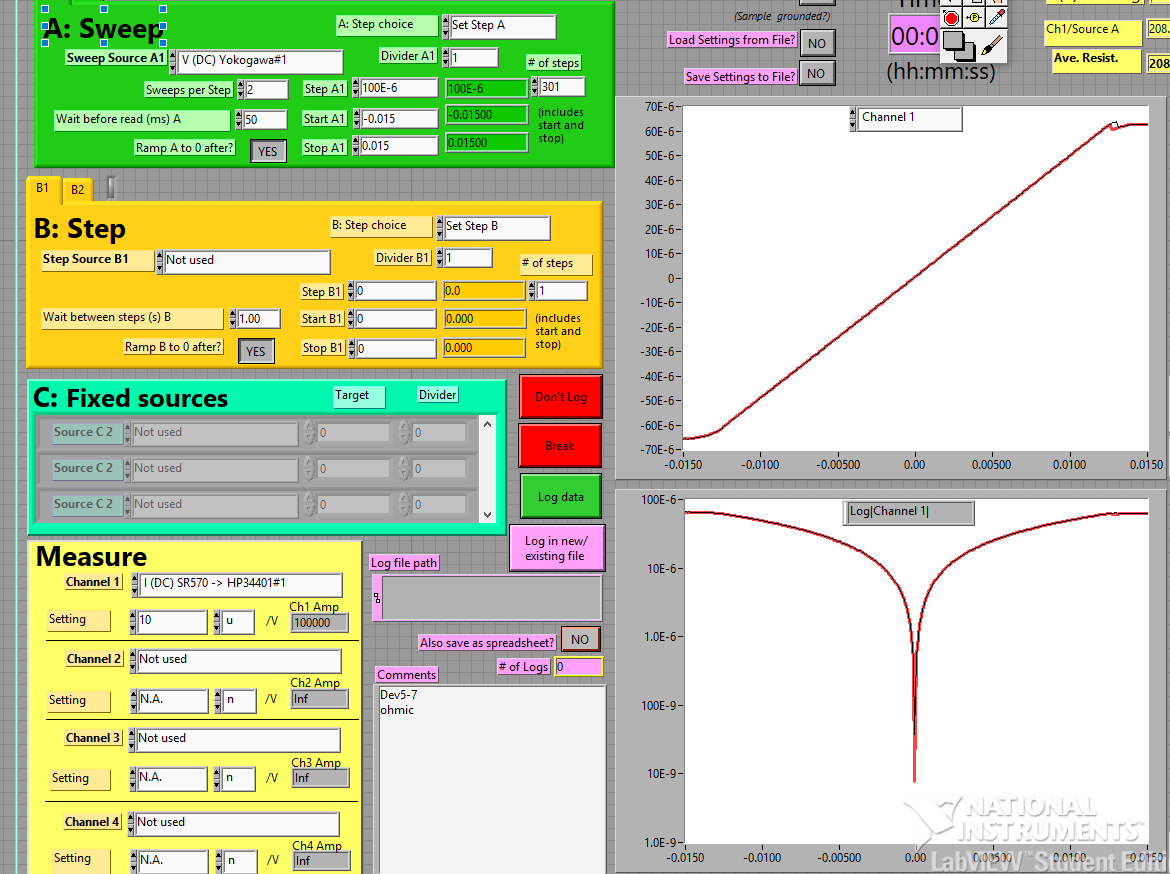 A: Sweep
A: Step choice
Set Step A
Sweep Source A1
V (DC) Yokogawa#1
Divider A1
1
# of steps
Sweeps per Step
2
Step A1
100E-6
100E-6
301
Wait before read (ms) A
50
Start A1
-0.015
-0.01500
(includes
start and
stop)
Ramp A to 0 after?
YES
Stop A1
0.015
0.01500
B1
B2
B: Step
B: Step choice
Set Step B
Step Source B1
Not used
Divider B1
1
# of steps
Step B1
0
0.0
1
Wait between steps (s) B
1.00
Start B1
0
0.000
(includes
start and
stop)
Ramp B to 0 after?
YES
Stop B1
0
0.000
C: Fixed sources
Target
Divider
Source C 2
Not used
0
0
Source C 2
Not used
0
0
Source C 2
Not used
0
0
Don't Log
Break
Log data
Log in new/
existing file
Measure
Channel 1
I (DC) SR570 -> HP34401#1
Setting
10
u
/V
Ch1 Amp
100000
Channel 2
Not used
Setting
N.A.
n
/V
Ch2 Amp
Inf
Channel 3
Not used
Setting
N.A.
n
/V
Ch3 Amp
Inf
Channel 4
Not used
Setting
N.A.
n
/V
Ch4 Amp
Inf
Log file path
Also save as spreadsheet?
NO
# of Logs
0
Comments
Dev5-7
ohmic
(Sample grounded?)
Load Settings from File?
NO
Save Settings to File?
NO
00:0
(hh:mm:ss)
Ch1/Source A
208.
Ave. Resist.
208
Channel 1
70E-6
60E-6
50E-6
40E-6
30E-6
20E-6
10E-6
0
-10E-6
-20E-6
-30E-6
-40E-6
-50E-6
-60E-6
-70E-6
-0.0150
-0.0100
-0.00500
0.00
0.00500
0.0100
0.0150
Log|Channel 1|
100E-6
10E-6
1.0E-6
100E-9
10E-9
1.0E-9
-0.0150
-0.0100
-0.00500
0.00
0.00500
0.0100
0.0150
NATIONAL
INSTRUMENTS™
LabVIEW™ Student Editi